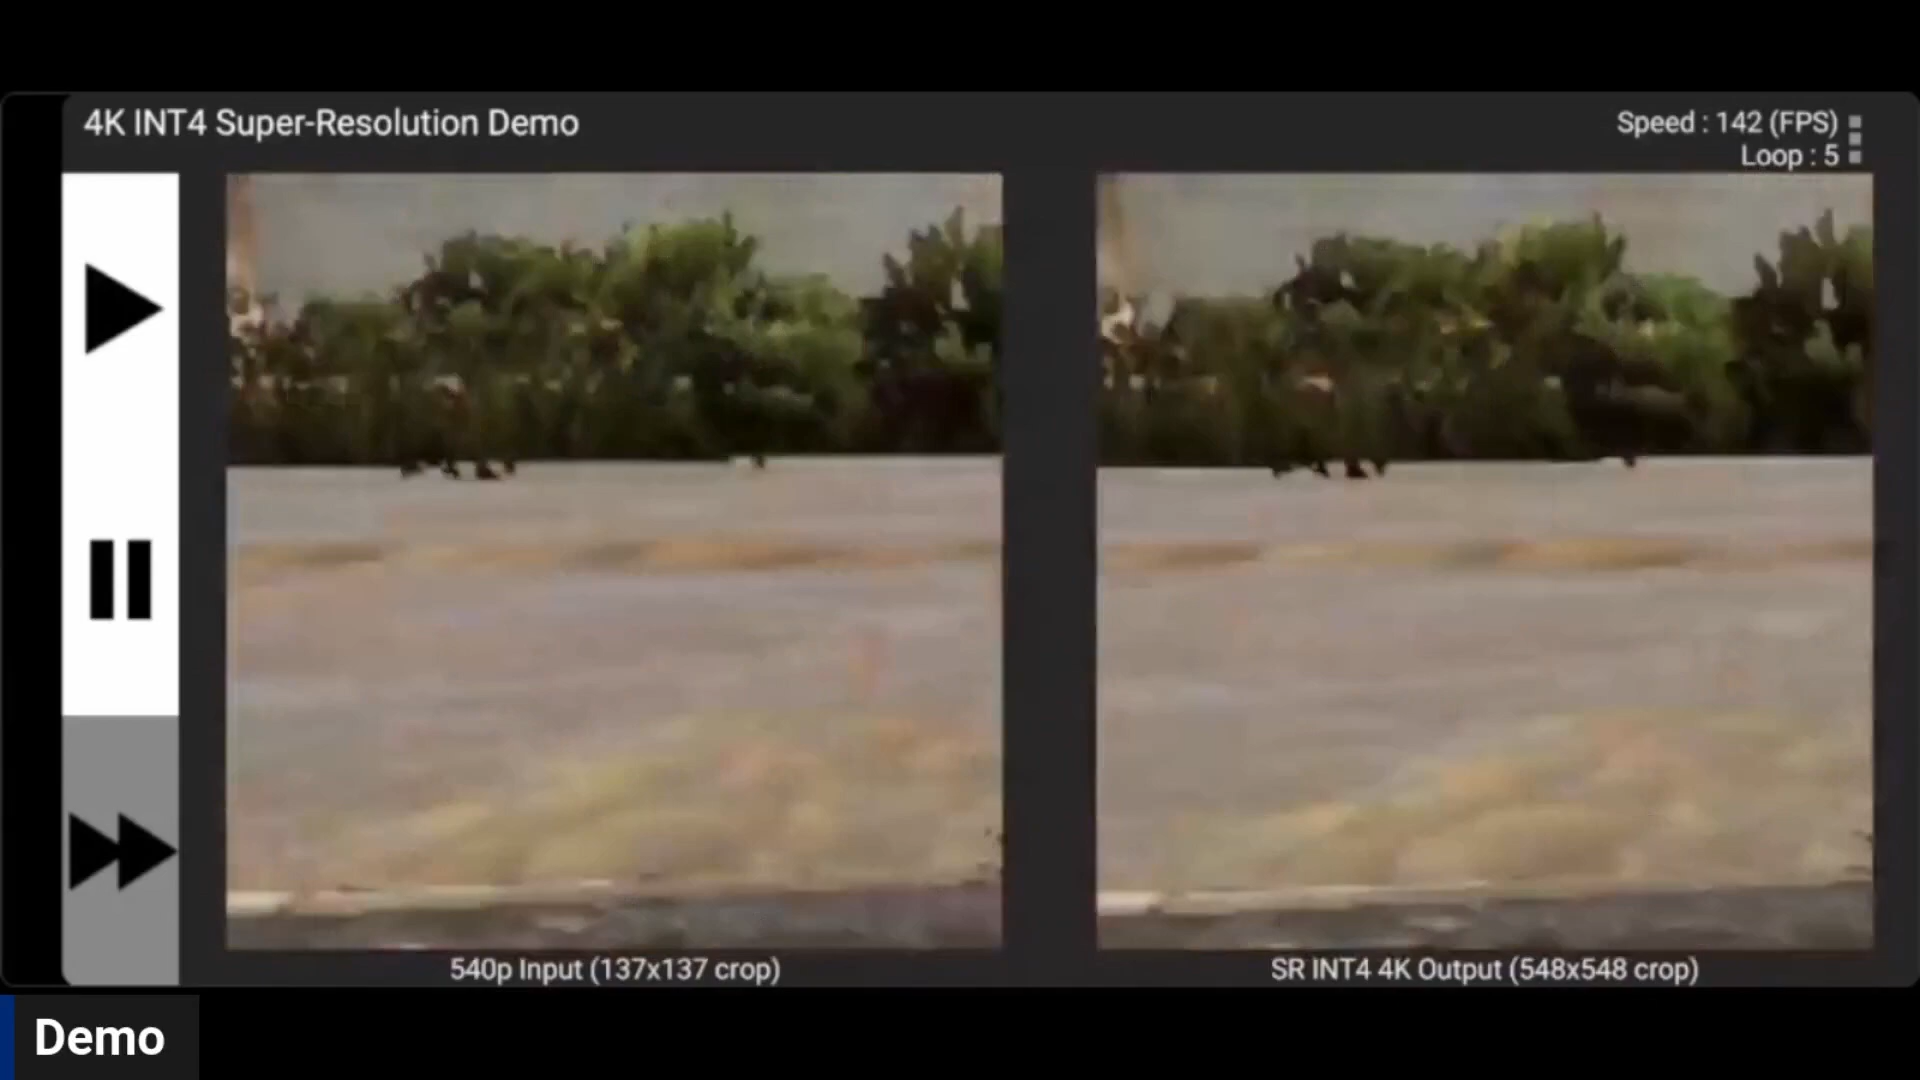 4K INT4 Super-Resolution Demo
Speed : 142 (FPS)
Loop : 5
540p Input (137x137 crop)
SR INT4 4K Output (548x548 crop)
Demo